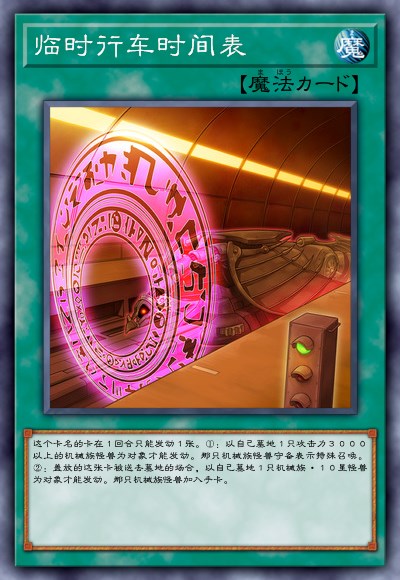 临时行车时间表
魔
【魔法カード】
まほう
这个卡名的卡在1回合只能发动1张。①：以自己墓地1只攻击力3000
以上的机械族怪兽为对象才能发动。那只机械族怪兽守备表示特殊召唤。
②：盖放的这张卡被送去墓地的场合，以自己墓地1只机械族・10星怪兽
为对象才能发动。那只机械族怪兽加入手卡。